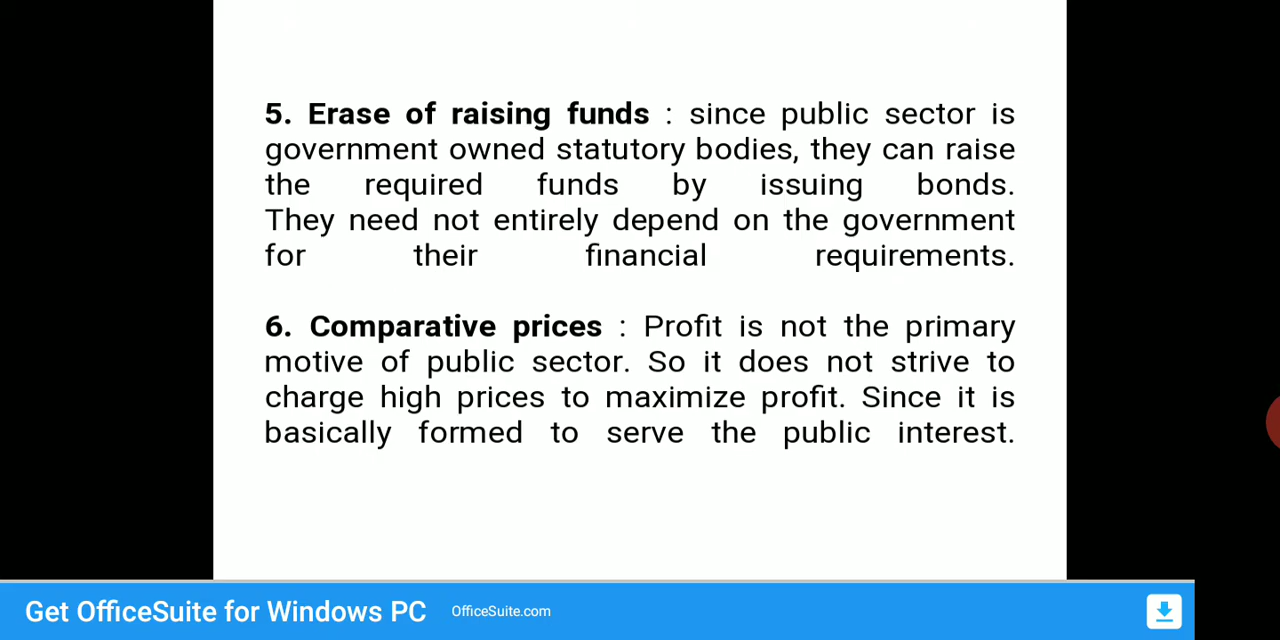 5. Erase of raising funds : since public sector is
government owned statutory bodies, they can raise
the required funds by issuing bonds.
They need not entirely depend on the government
for their financial requirements.
6. Comparative prices : Profit is not the primary
motive of public sector. So it does not strive to
charge high prices to maximize profit. Since it is
basically formed to serve the public interest.
Get OfficeSuite for Windows PC OfficeSuite.com